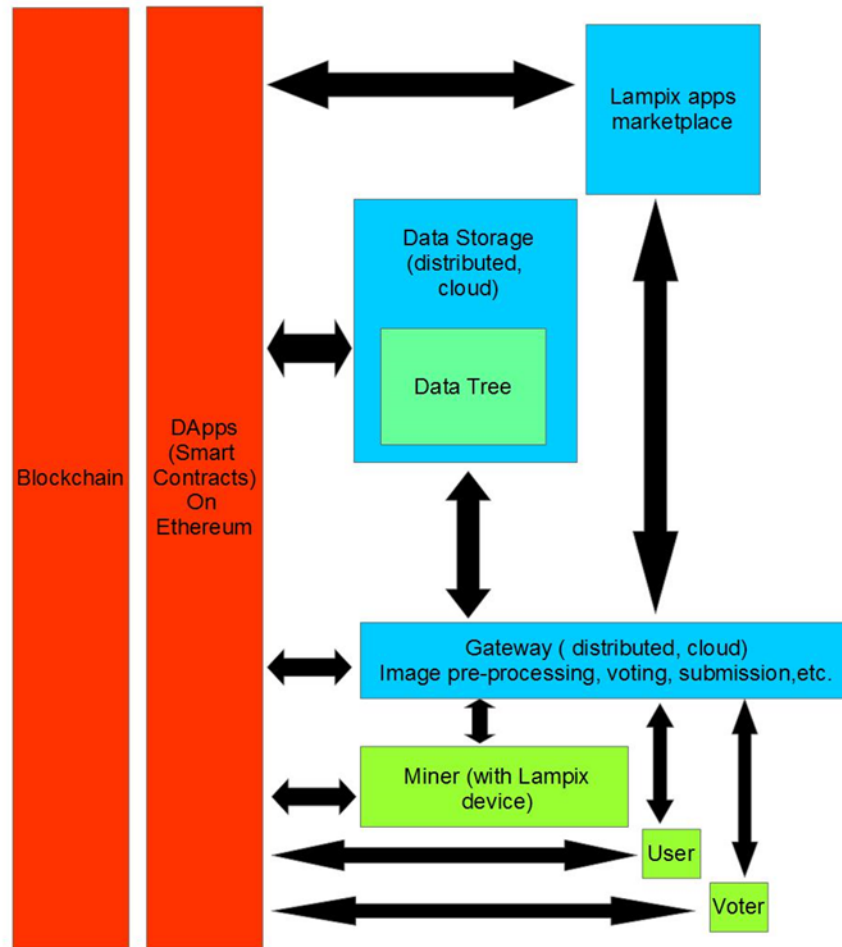 Blockchain
DApps
(Smart
Contracts)
On
Ethereum
Lampix apps
marketplace
Data Storage
(distributed,
cloud)
Data Tree
Gateway ( distributed, cloud)
Image pre-processing, voting, submission,etc.
Miner (with Lampix
device)
User
Voter